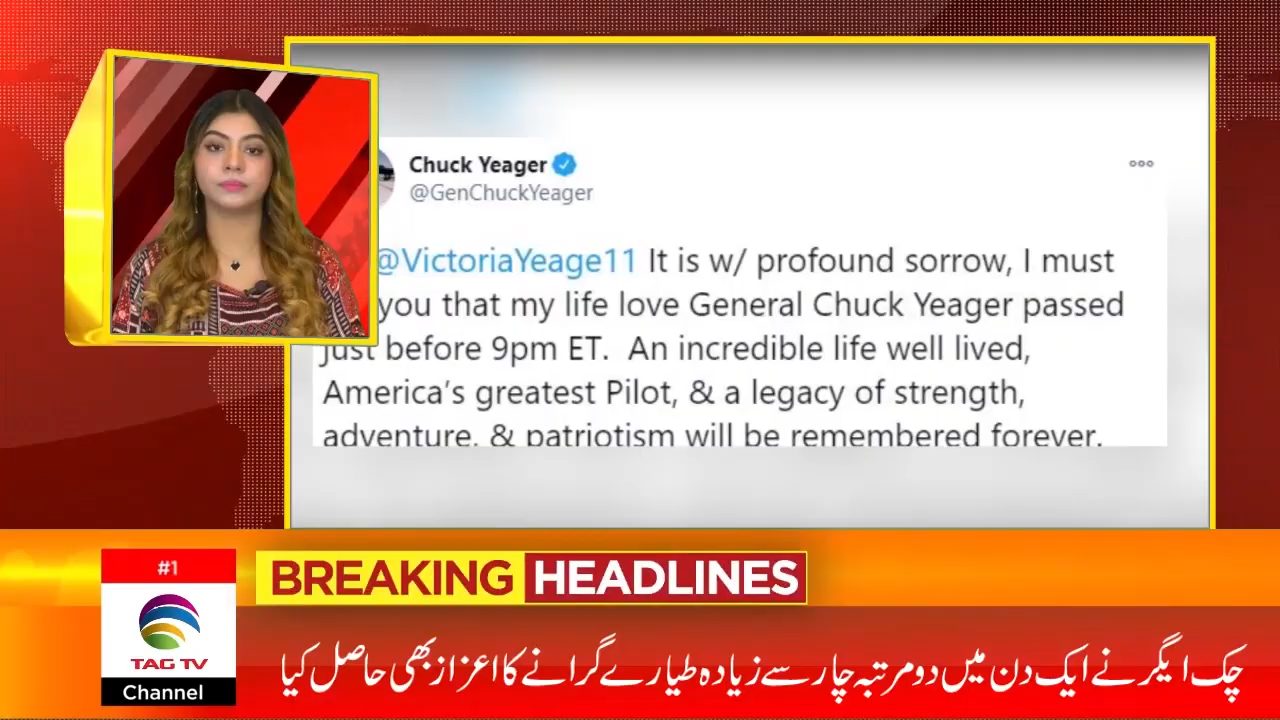 Chuck Yeager
@GenChuckYeager
@VictoriaYeage11 It is w/ profound sorrow, I must
you that my life love General Chuck Yeager passed
just before 9pm ET. An incredible life well lived,
America's greatest Pilot, & a legacy of strength,
adventure, & patriotism will be remembered forever.
#1
TAG TV
Channel
BREAKING HEADLINES
چک ایگر نے ایک دن میں دو مرتبہ چار سے زیادہ طیارے گرانے کا اعزاز بھی حاصل کیا